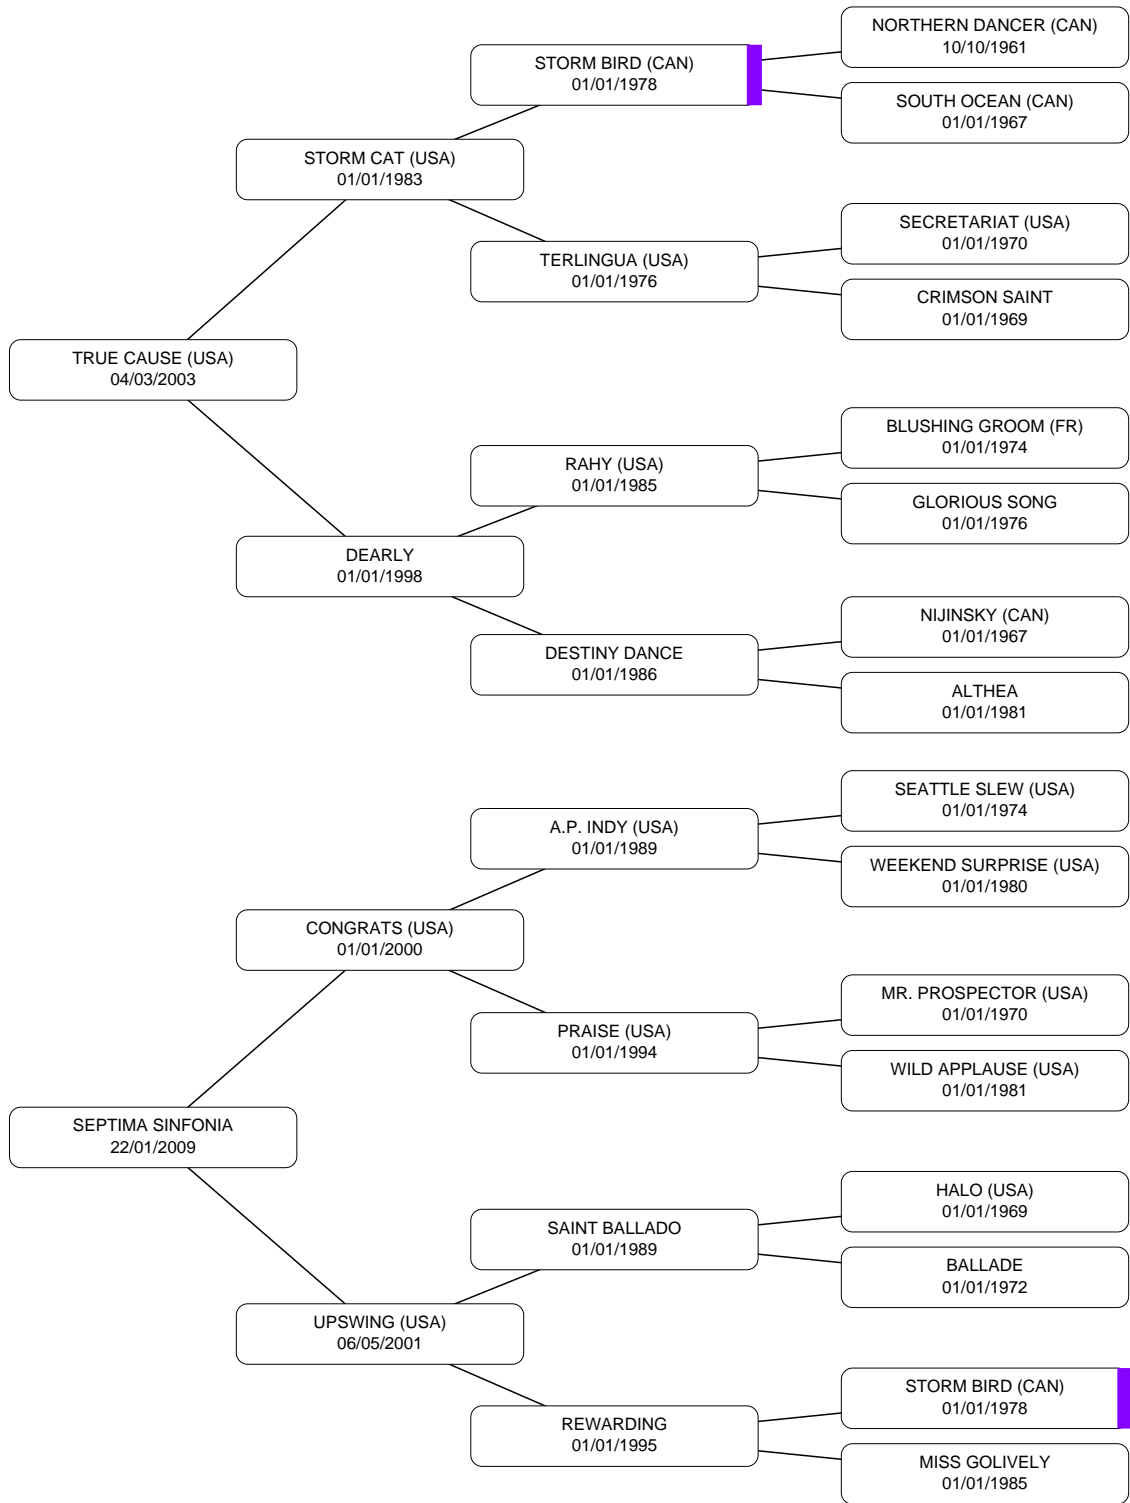 NORTHERN DANCER (CAN)
10/10/1961
STORM BIRD (CAN)
01/01/1978
SOUTH OCEAN (CAN)
01/01/1967
STORM CAT (USA)
01/01/1983
SECRETARIAT (USA)
01/01/1970
TERLINGUA (USA)
01/01/1976
CRIMSON SAINT
01/01/1969
TRUE CAUSE (USA)
04/03/2003
BLUSHING GROOM (FR)
01/01/1974
RAHY (USA)
01/01/1985
GLORIOUS SONG
01/01/1976
DEARLY
01/01/1998
NIJINSKY (CAN)
01/01/1967
DESTINY DANCE
01/01/1986
ALTHEA
01/01/1981
SEATTLE SLEW (USA)
01/01/1974
A.P. INDY (USA)
01/01/1989
WEEKEND SURPRISE (USA)
01/01/1980
CONGRATS (USA)
01/01/2000
MR. PROSPECTOR (USA)
01/01/1970
PRAISE (USA)
01/01/1994
WILD APPLAUSE (USA)
01/01/1981
SEPTIMA SINFONIA
22/01/2009
HALO (USA)
01/01/1969
SAINT BALLADO
01/01/1989
BALLADE
01/01/1972
UPSWING (USA)
06/05/2001
STORM BIRD (CAN)
01/01/1978
REWARDING
01/01/1995
MISS GOLIVELY
01/01/1985